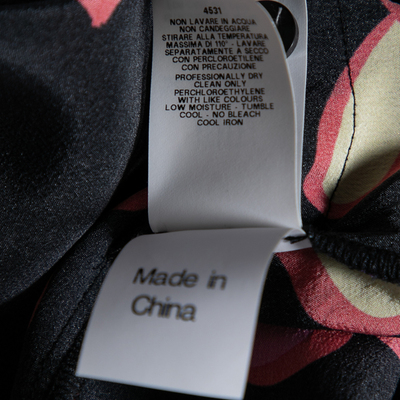 4531
NON LAVARE IN ACQUA
NON CANDEGGIARE
STIRARE ALLA TEMPERATURA
MASSIMA DI 110° - LAVARE
SEPARATAMENTE A SECCO
CON PERCLOROETILENE
CON PRECAUZIONE
PROFESSIONALLY DRY
CLEAN ONLY
PERCHLOROETHYLENE
WITH LIKE COLOURS
LOW MOISTURE - TUMBLE
COOL - NO BLEACH
COOL IRON
Made in
China